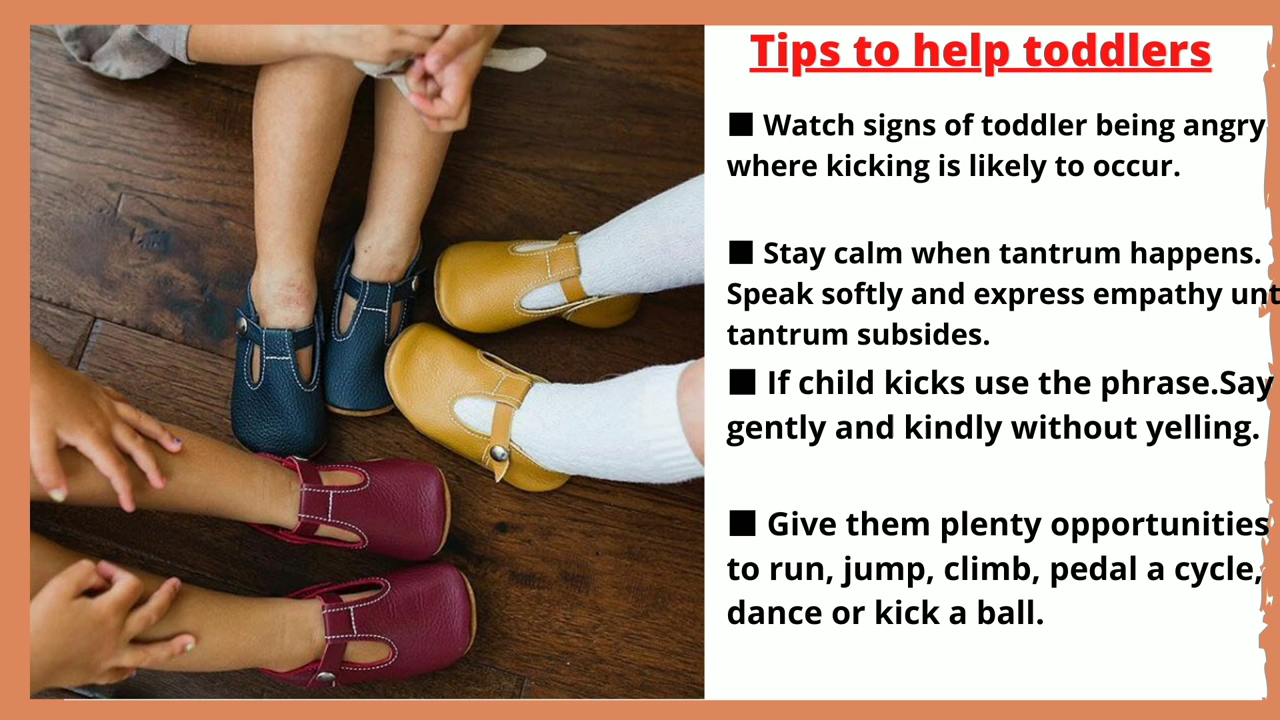 Tips to help toddlers
■ Watch signs of toddler being angry
where kicking is likely to occur.
■ Stay calm when tantrum happens.
Speak softly and express empathy unt
tantrum subsides.
■ If child kicks use the phrase.Say
gently and kindly without yelling.
■ Give them plenty opportunities
to run, jump, climb, pedal a cycle,
dance or kick a ball.